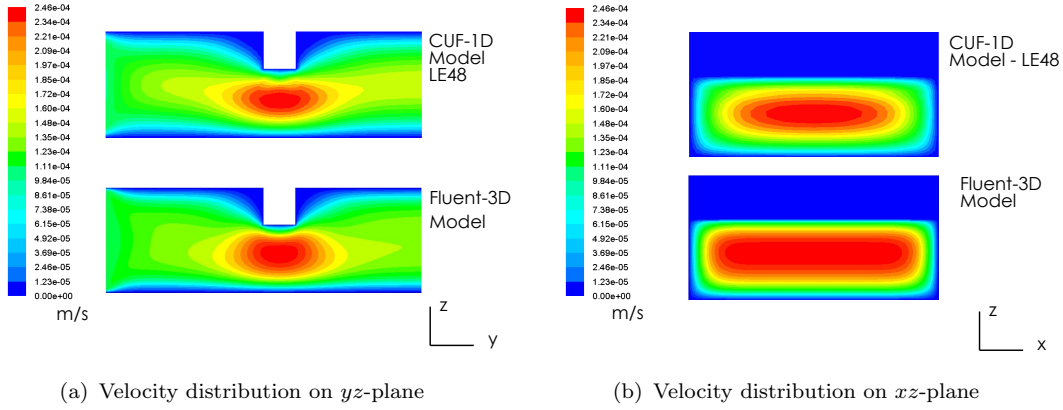 2.46e-04
2.34e-04
2.21e-04
2.09e-04
1.97e-04
1.84e-04
1.72e-04
1.60e-04
1.48e-04
1.35e-04
1.23e-04
1.11e-04
9.84e-05
8.61e-05
7.38e-05
6.15e-05
4.92e-05
3.69e-05
2.46e-05
1.23e-05
0.00e+00
m/s
CUF-1D
Model
LE48
Fluent-3D
Model
z
y
(a) Velocity distribution on yz-plane
2.46e-04
2.34e-04
2.21e-04
2.09e-04
1.97e-04
1.84e-04
1.72e-04
1.60e-04
1.48e-04
1.35e-04
1.23e-04
1.11e-04
9.84e-05
8.61e-05
7.38e-05
6.15e-05
4.92e-05
3.69e-05
2.46e-05
1.23e-05
0.00e+00
m/s
CUF-1D
Model - LE48
Fluent-3D
Model
z
x
(b) Velocity distribution on xz-plane